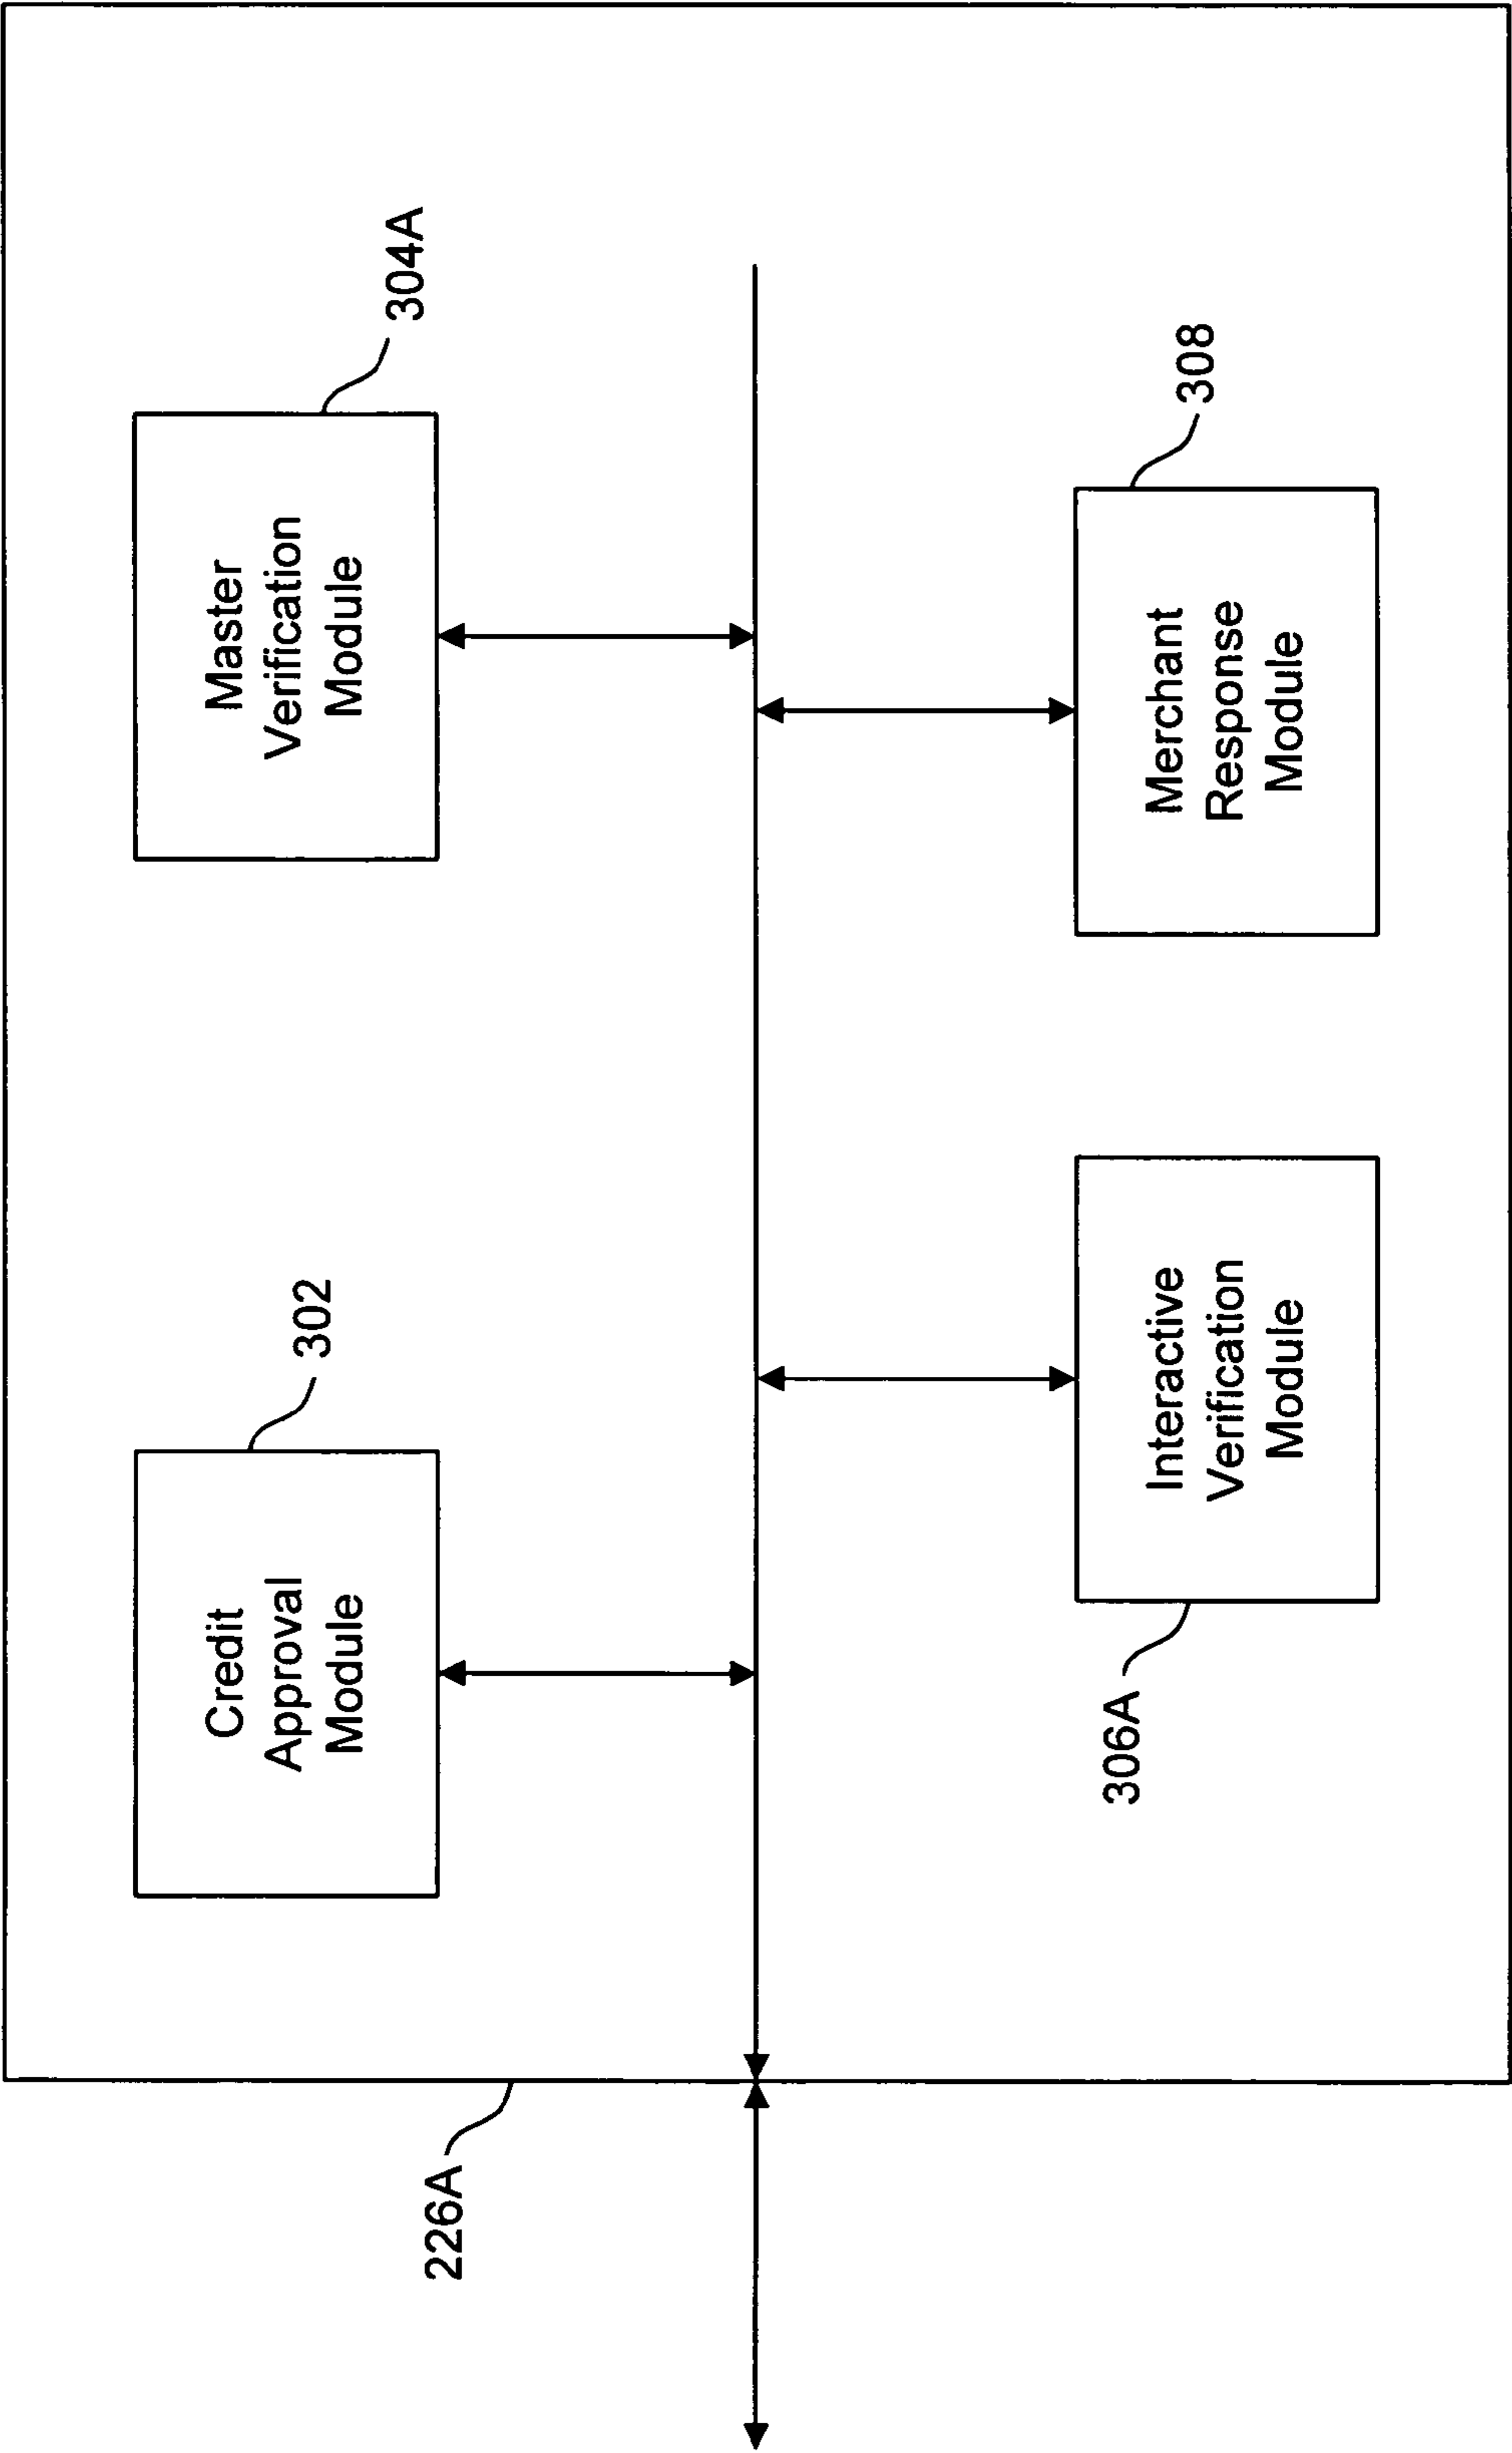 302
304A
Credit
Approval
Module
Master
Verification
Module
226A
306A
Interactive
Verification
Module
308
Merchant
Response
Module